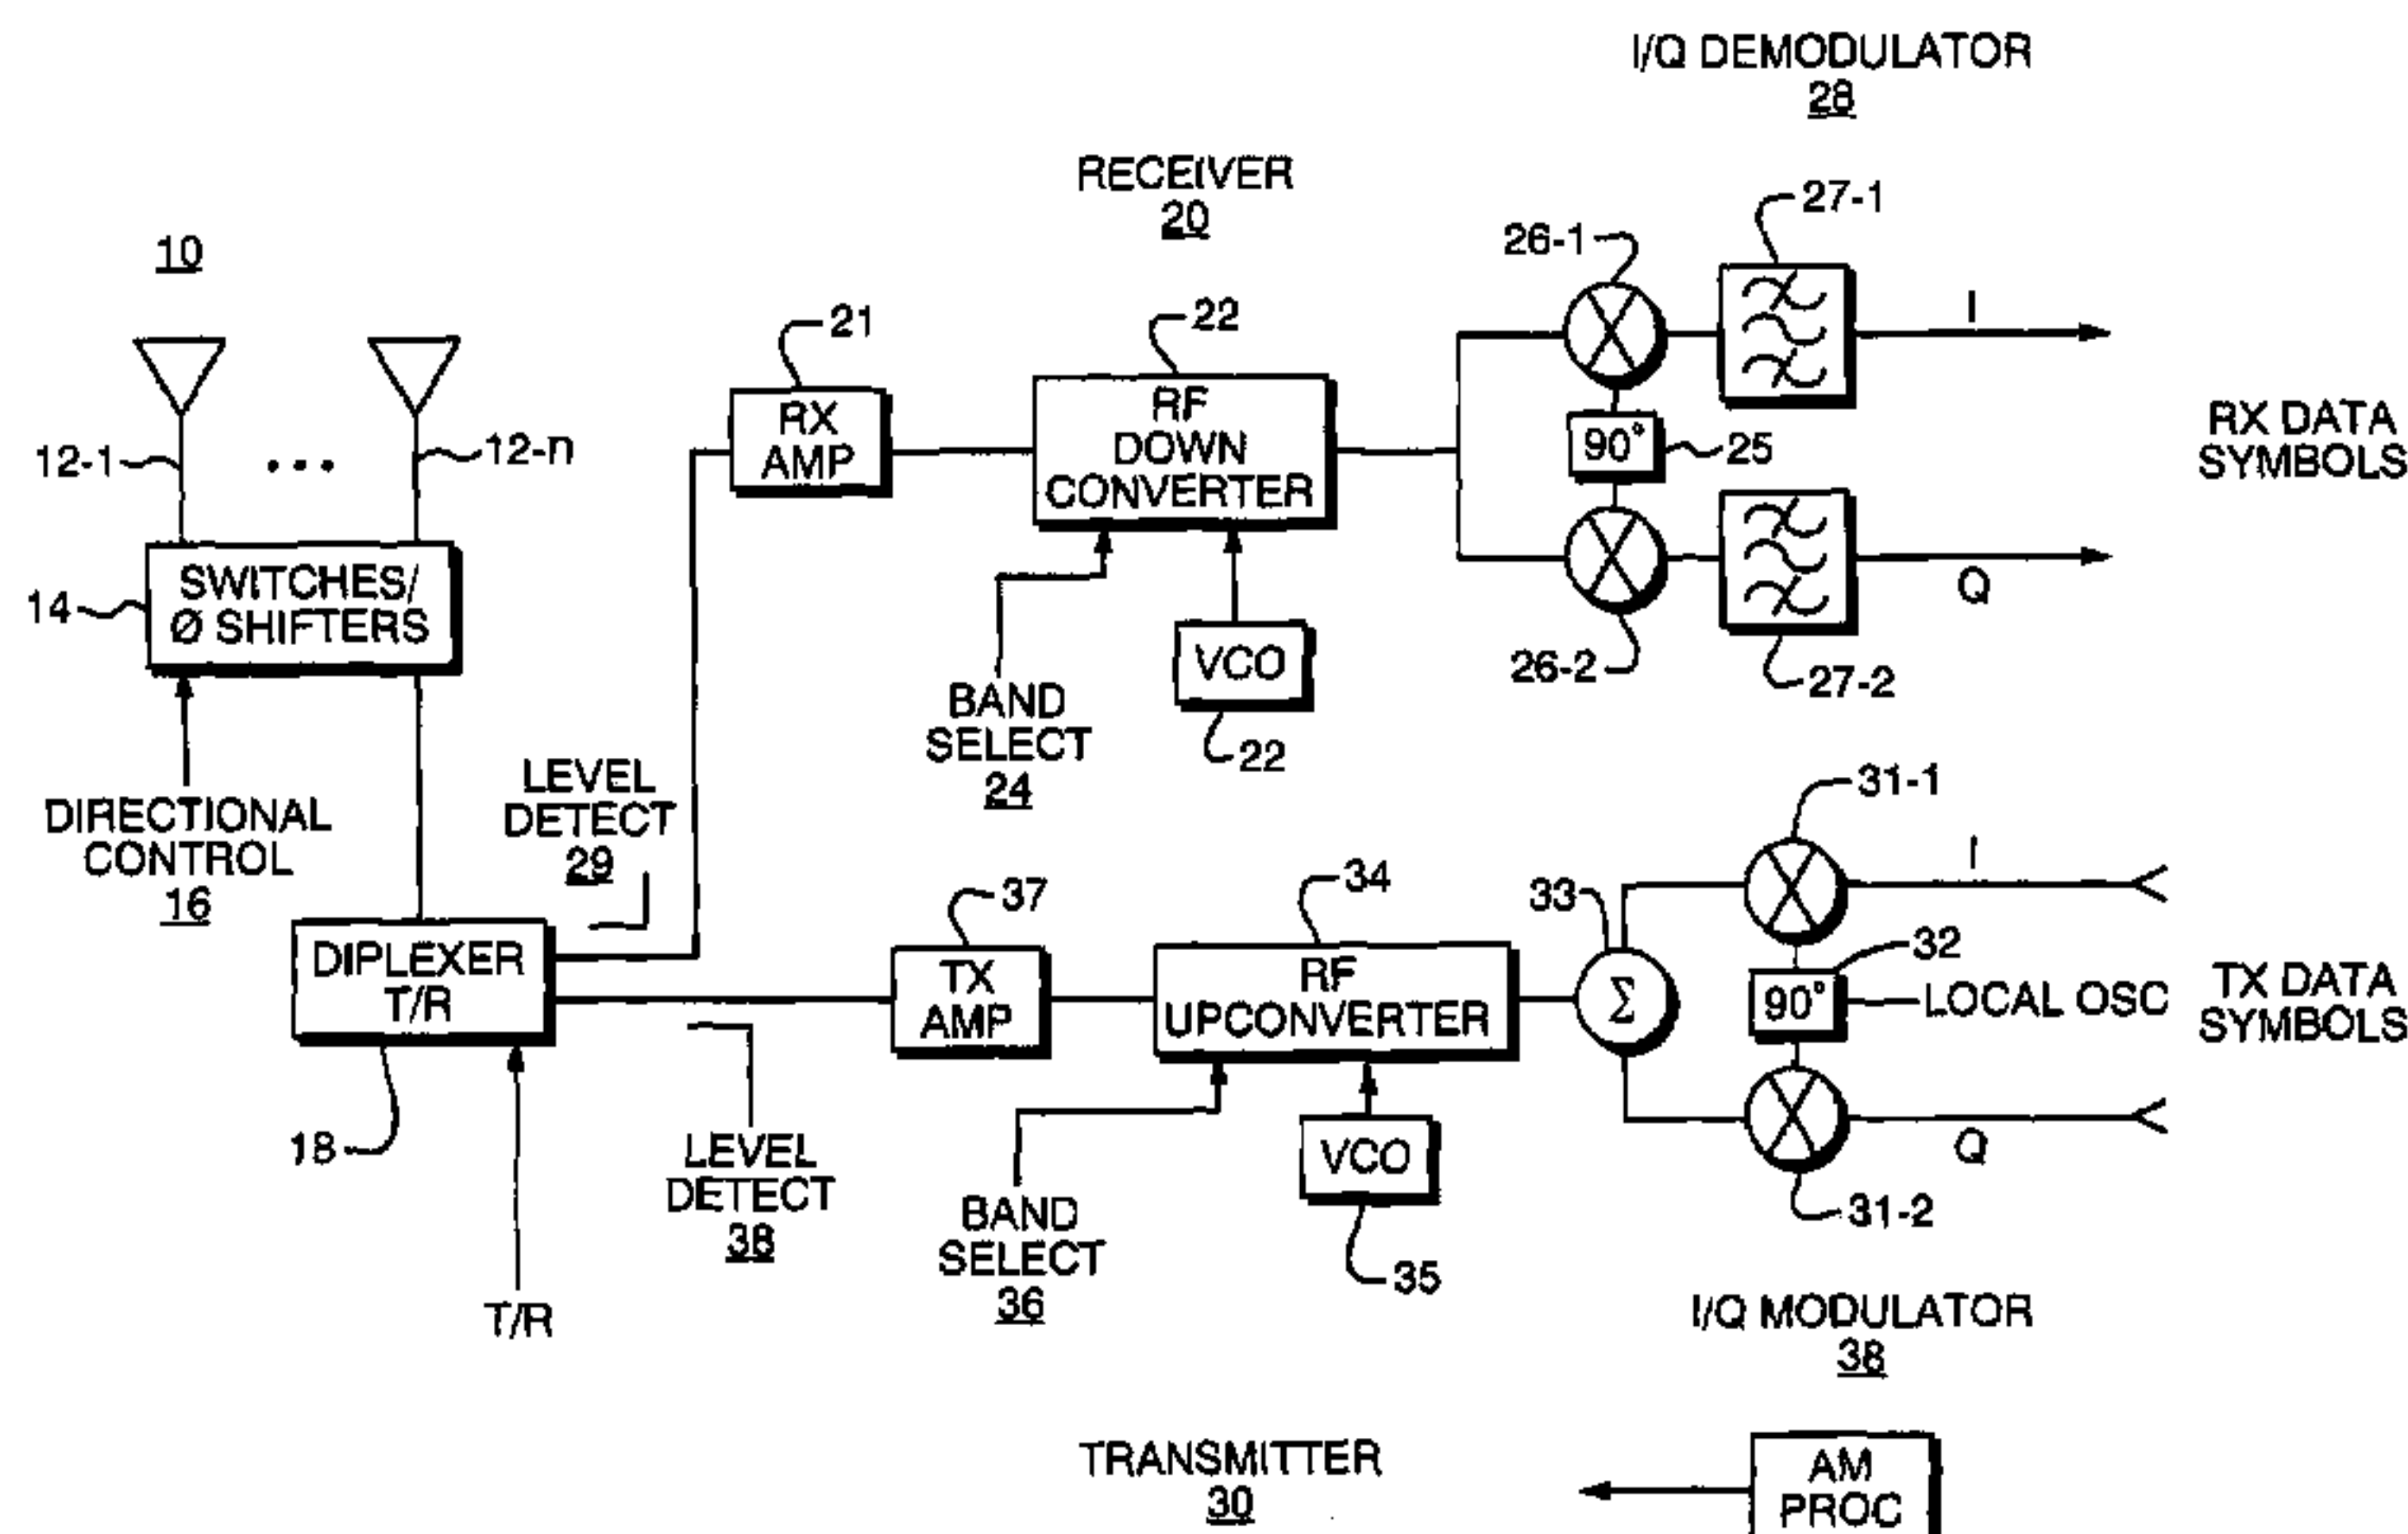 I/Q DEMODULATOR
28
RECEIVER
20
10
27-1
26-1
21
22
I
RX
AMP
RF
DOWN
CONVERTER
90°
25
RX DATA
SYMBOLS
12-1
...
12-n
14
SWITCHES/
Ø SHIFTERS
Q
VCO
26-2
27-2
BAND
SELECT
24
22
LEVEL
DETECT
29
DIRECTIONAL
CONTROL
16
31-1
I
37
34
33
32
DIPLEXER
T/R
TX
AMP
RF
UPCONVERTER
Σ
90°
LOCAL OSC
TX DATA
SYMBOLS
18
LEVEL
DETECT
38
VCO
Q
31-2
BAND
SELECT
36
35
T/R
I/Q MODULATOR
38
TRANSMITTER
30
AM
PROC